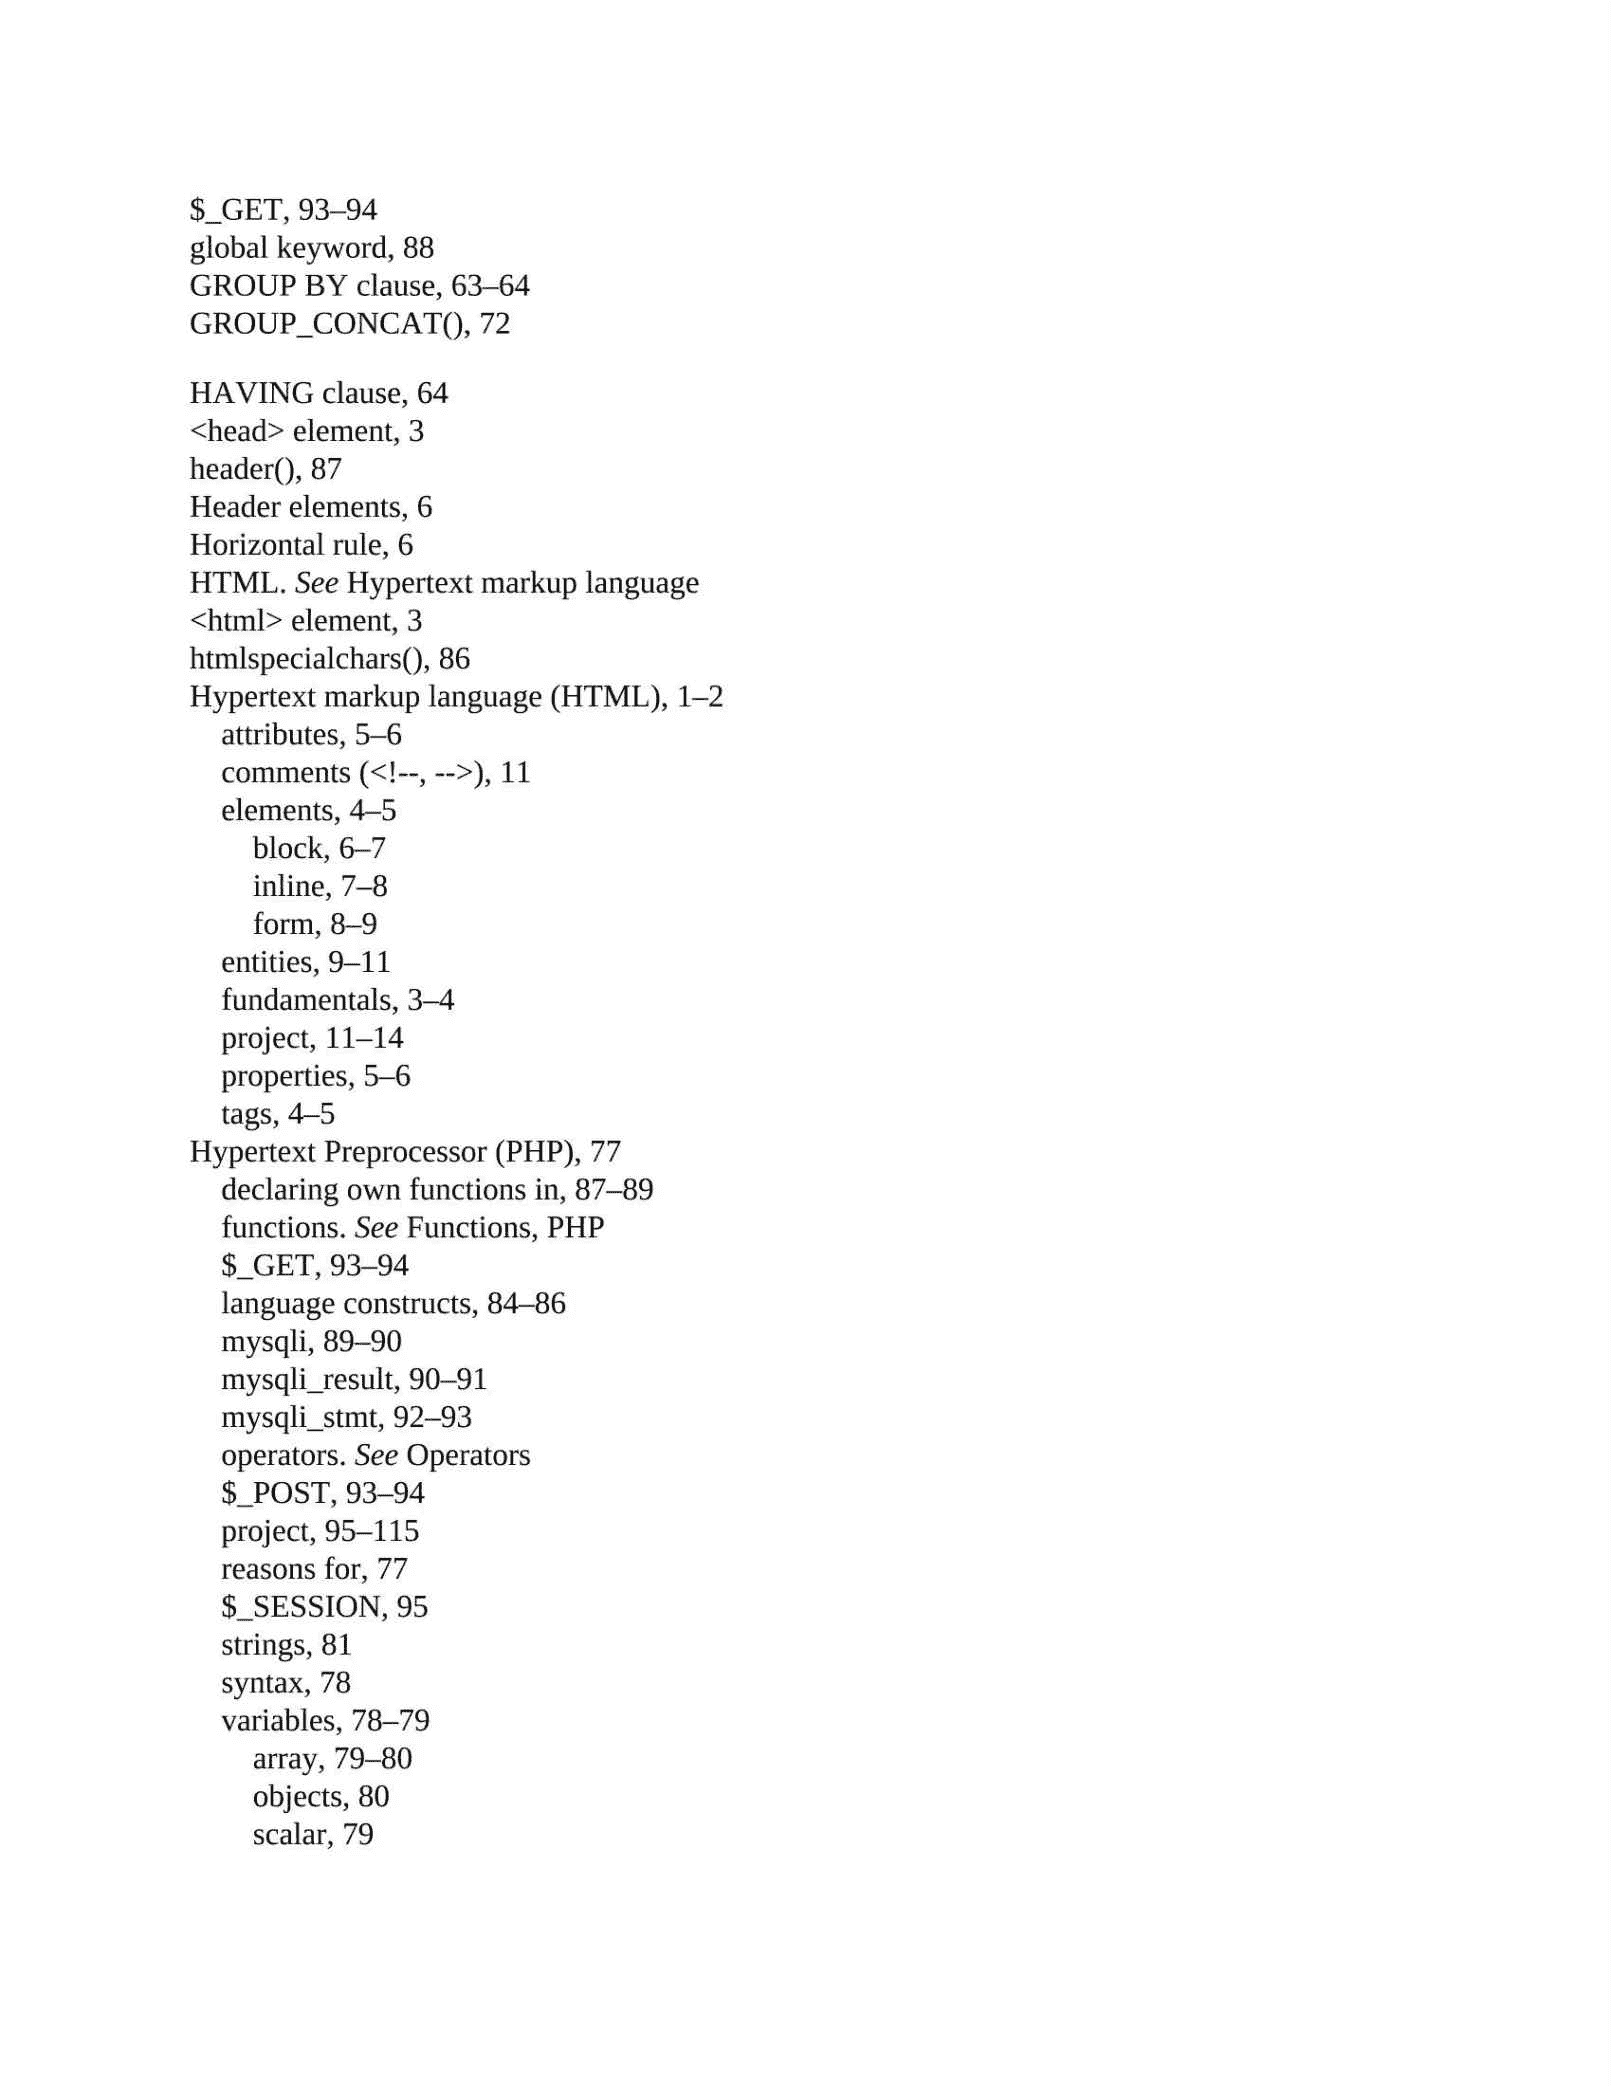 $_GET, 93–94
global keyword, 88
GROUP BY clause, 63–64
GROUP_CONCAT(), 72
HAVING clause, 64
<head> element, 3
header(), 87
Header elements, 6
Horizontal rule, 6
HTML. See Hypertext markup language
<html> element, 3
htmlspecialchars(), 86
Hypertext markup language (HTML), 1–2
attributes, 5–6
comments (<!--, -->), 11
elements, 4–5
block, 6–7
inline, 7–8
form, 8–9
entities, 9–11
fundamentals, 3–4
project, 11–14
properties, 5–6
tags, 4–5
Hypertext Preprocessor (PHP), 77
declaring own functions in, 87–89
functions. See Functions, PHP
$_GET, 93–94
language constructs, 84–86
mysqli, 89–90
mysqli_result, 90–91
mysqli_stmt, 92–93
operators. See Operators
$_POST, 93–94
project, 95–115
reasons for, 77
$_SESSION, 95
strings, 81
syntax, 78
variables, 78–79
array, 79–80
objects, 80
scalar, 79